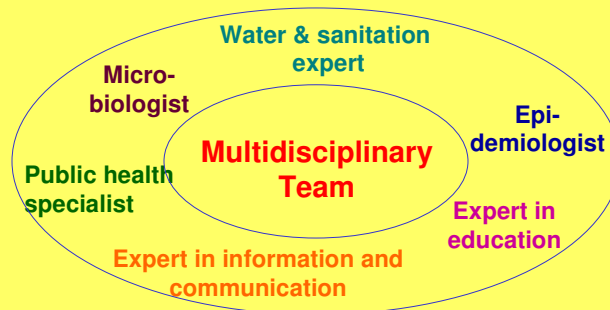 Water & sanitation
expert
Micro-
biologist
Epi-
demiologist
Multidisciplinary
Team
Public health
specialist
Expert in
education
Expert in information and
communication